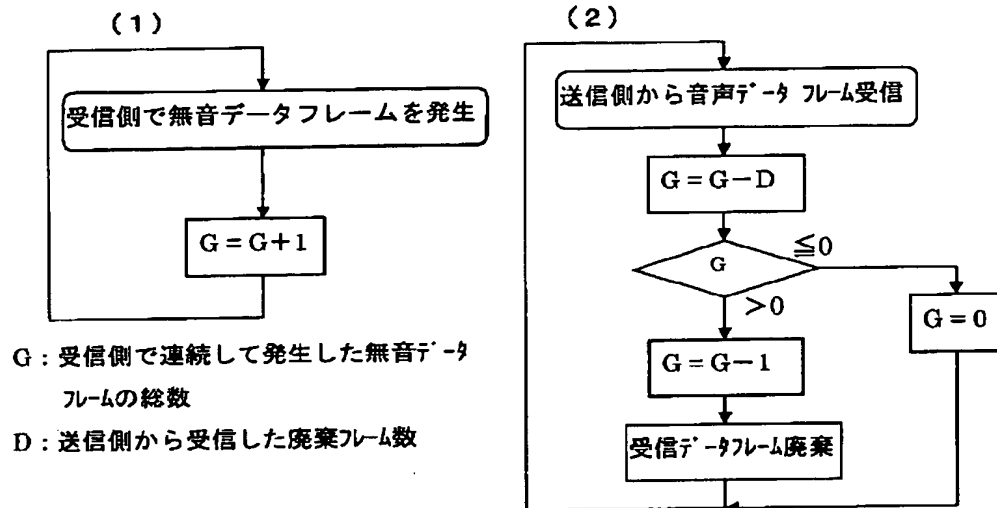 (1)
受信側で無音データフレームを発生
G=G+1
G:受信側で連続して発生した無音データ
フレームの総数
D:送信側から受信した廃棄フレーム数
(2)
送信側から音声データ フレーム受信
G=G-D
G
≦0
>0
G=0
G=G-1
受信データフレーム廃棄